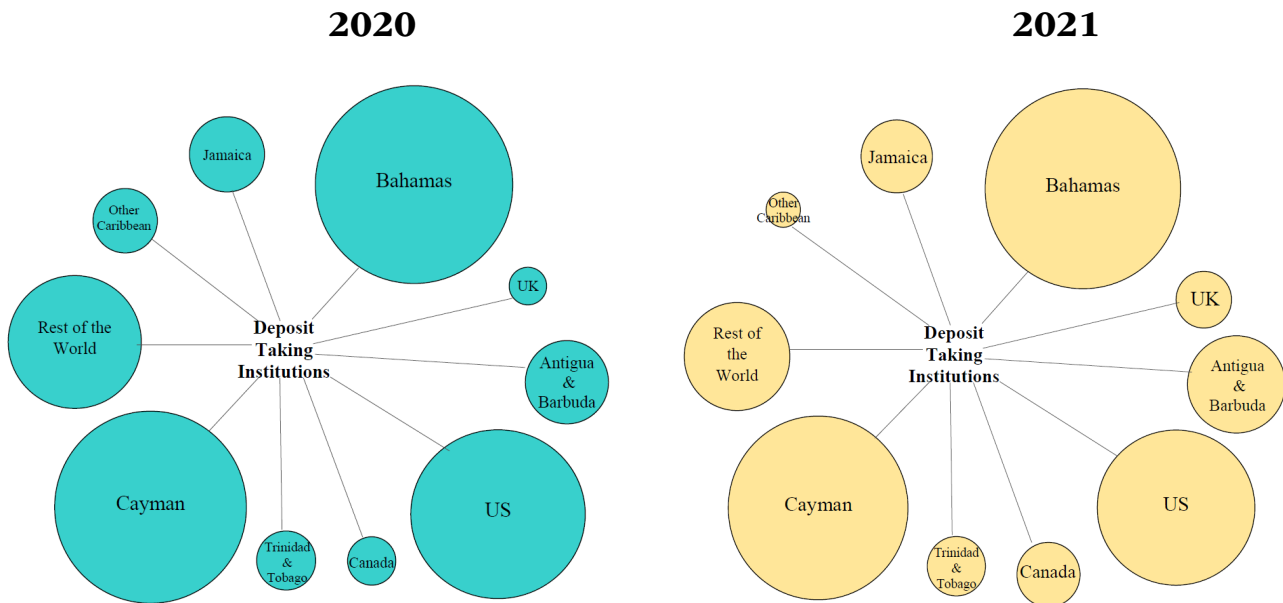 2020
Jamaica
Bahamas
Other
Caribbean
UK
Rest of the
World
Deposit
Taking
Institutions
Antigua
&
Barbuda
Cayman
US
Trinidad
&
Tobago
Canada
2021
Jamaica
Bahamas
Other
Caribbean
UK
Rest of
the
World
Deposit
Taking
Institutions
Antigua
&
Barbuda
Cayman
US
Trinidad
&
Tobago
Canada